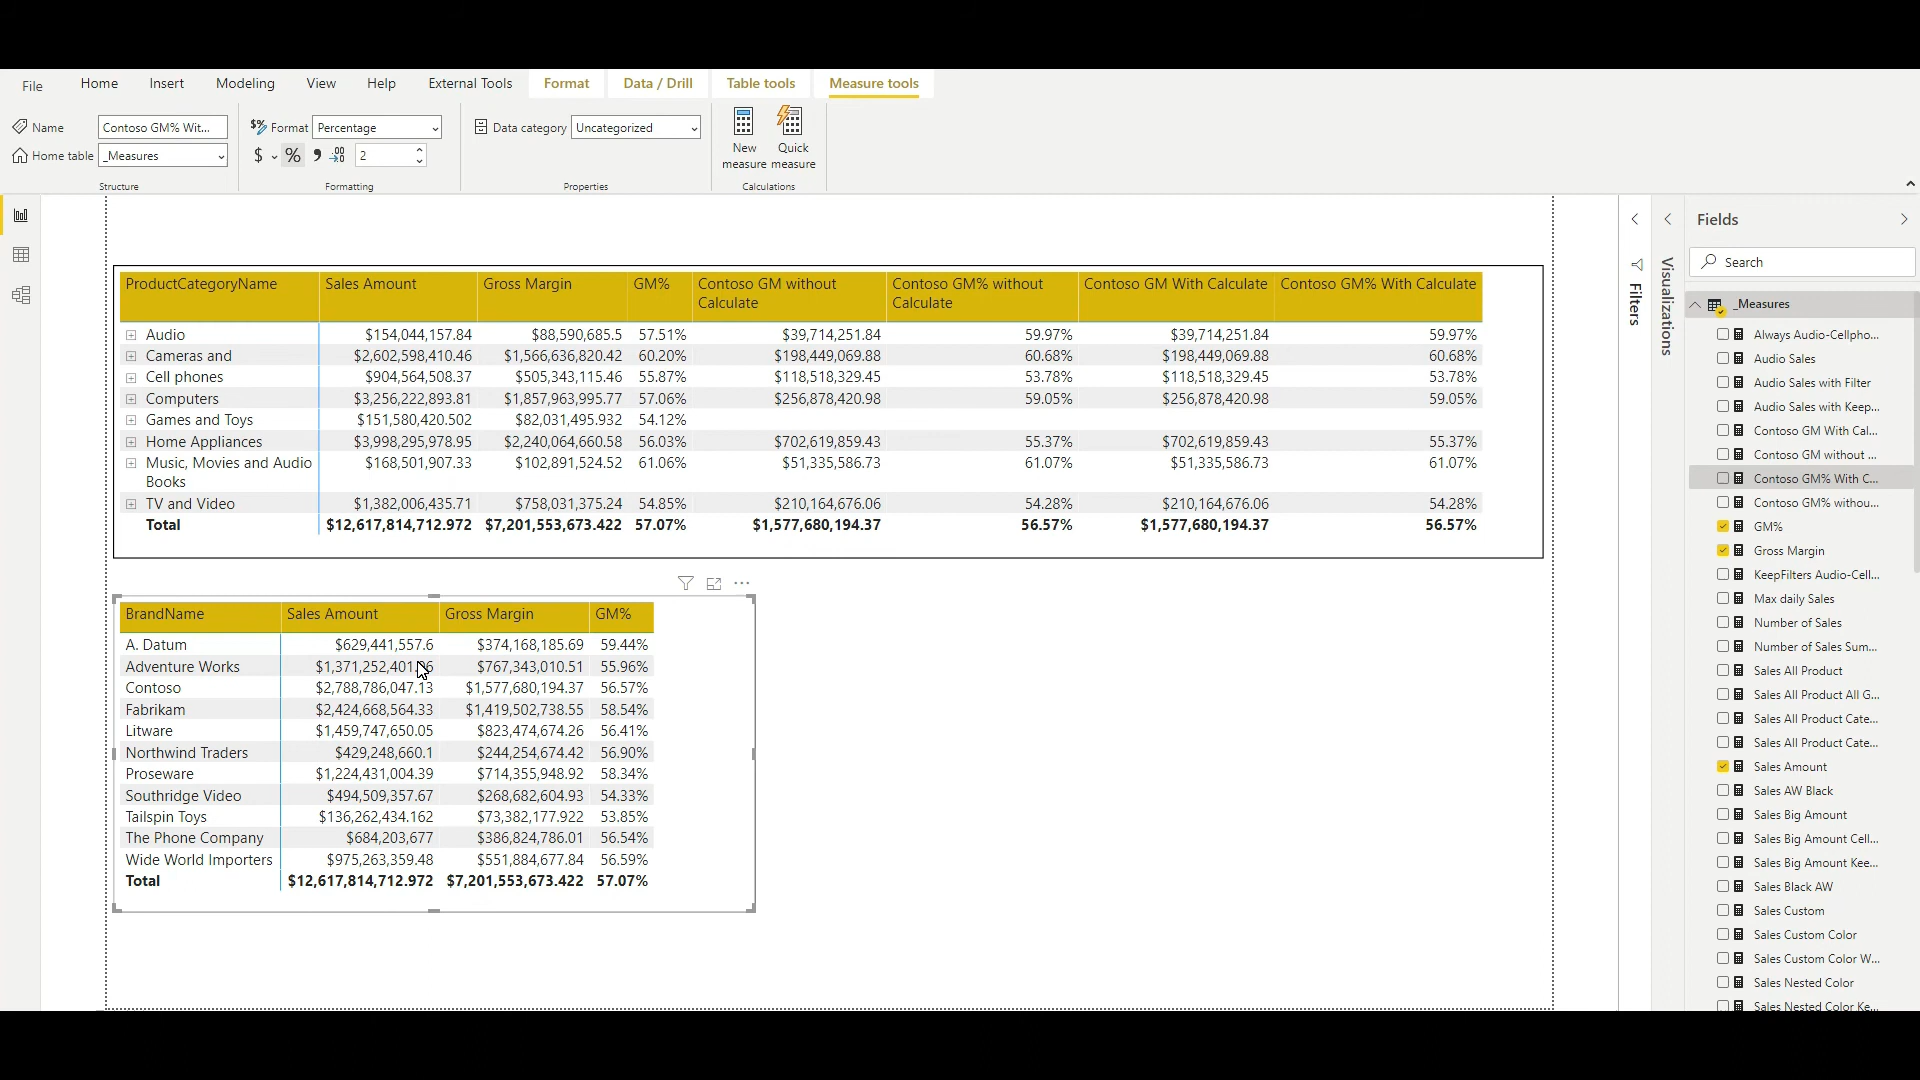 File Home Insert Modeling View Help External Tools Format Data / Drill Table tools Measure tools
Name Contoso GM% Wit... $% Format Percentage Data category Uncategorized
Home table _Measures $ % 9 .00 2 New measure Quick measure
Structure Formatting Properties Calculations
Fields
Search
ProductCategoryName Sales Amount Gross Margin GM% Contoso GM without Calculate Contoso GM% without Calculate Contoso GM With Calculate Contoso GM% With Calculate
Audio $154,044,157.84 $88,590,685.5 57.51% $39,714,251.84 59.97% $39,714,251.84 59.97%
Cameras and $2,602,598,410.46 $1,566,636,820.42 60.20% $198,449,069.88 60.68% $198,449,069.88 60.68%
Cell phones $904,564,508.37 $505,343,115.46 55.87% $118,518,329.45 53.78% $118,518,329.45 53.78%
Computers $3,256,222,893.81 $1,857,963,995.77 57.06% $256,878,420.98 59.05% $256,878,420.98 59.05%
Games and Toys $151,580,420.502 $82,031,495.932 54.12%
Home Appliances $3,998,295,978.95 $2,240,064,660.58 56.03% $702,619,859.43 55.37% $702,619,859.43 55.37%
Music, Movies and Audio Books $168,501,907.33 $102,891,524.52 61.06% $51,335,586.73 61.07% $51,335,586.73 61.07%
TV and Video $1,382,006,435.71 $758,031,375.24 54.85% $210,164,676.06 54.28% $210,164,676.06 54.28%
Total $12,617,814,712.972 $7,201,553,673.422 57.07% $1,577,680,194.37 56.57% $1,577,680,194.37 56.57%
BrandName Sales Amount Gross Margin GM%
A. Datum $629,441,557.6 $374,168,185.69 59.44%
Adventure Works $1,371,252,401. 6 $767,343,010.51 55.96%
Contoso $2,788,786,047.13 $1,577,680,194.37 56.57%
Fabrikam $2,424,668,564.33 $1,419,502,738.55 58.54%
Litware $1,459,747,650.05 $823,474,674.26 56.41%
Northwind Traders $429,248,660.1 $244,254,674.42 56.90%
Proseware $1,224,431,004.39 $714,355,948.92 58.34%
Southridge Video $494,509,357.67 $268,682,604.93 54.33%
Tailspin Toys $136,262,434.162 $73,382,177.922 53.85%
The Phone Company $684,203,677 $386,824,786.01 56.54%
Wide World Importers $975,263,359.48 $551,884,677.84 56.59%
Total $12,617,814,712.972 $7,201,553,673.422 57.07%
Filters
Visualizations
_Measures
Always Audio-Cellpho...
Audio Sales
Audio Sales with Filter
Audio Sales with Keep...
Contoso GM With Cal...
Contoso GM without ...
Contoso GM% With C...
Contoso GM% withou...
GM%
Gross Margin
KeepFilters Audio-Cell...
Max daily Sales
Number of Sales
Number of Sales Sum...
Sales All Product
Sales All Product All G...
Sales All Product Cate...
Sales All Product Cate...
Sales Amount
Sales AW Black
Sales Big Amount
Sales Big Amount Cell...
Sales Big Amount Kee...
Sales Black AW
Sales Custom
Sales Custom Color
Sales Custom Color W...
Sales Nested Color
Sales Nested Color Ke...